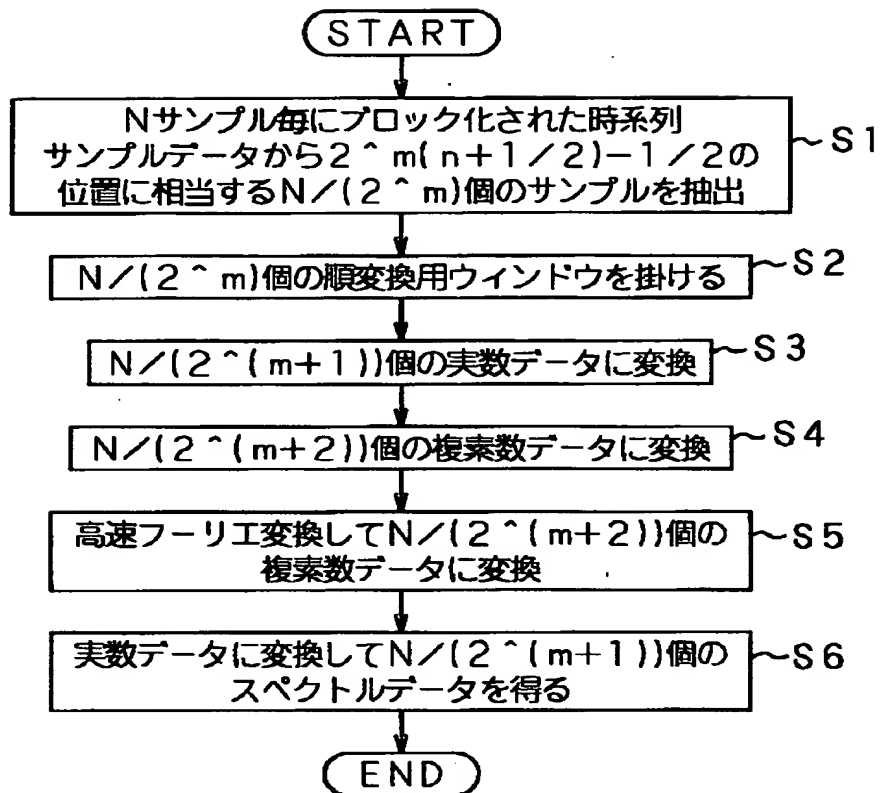 START
Nサンプル毎にブロック化された時系列
サンプルデータから2^m(n+1/2)-1/2の
位置に相当するN/(2^m)個のサンプルを抽出
S1
N/(2^m)個の順変換用ウィンドウを掛ける
S2
N/(2^(m+1))個の実数データに変換
S3
N/(2^(m+2))個の複素数データに変換
S4
高速フーリエ変換してN/(2^(m+2))個の
複素数データに変換
S5
実数データに変換してN/(2^(m+1))個の
スペクトルデータを得る
S6
END